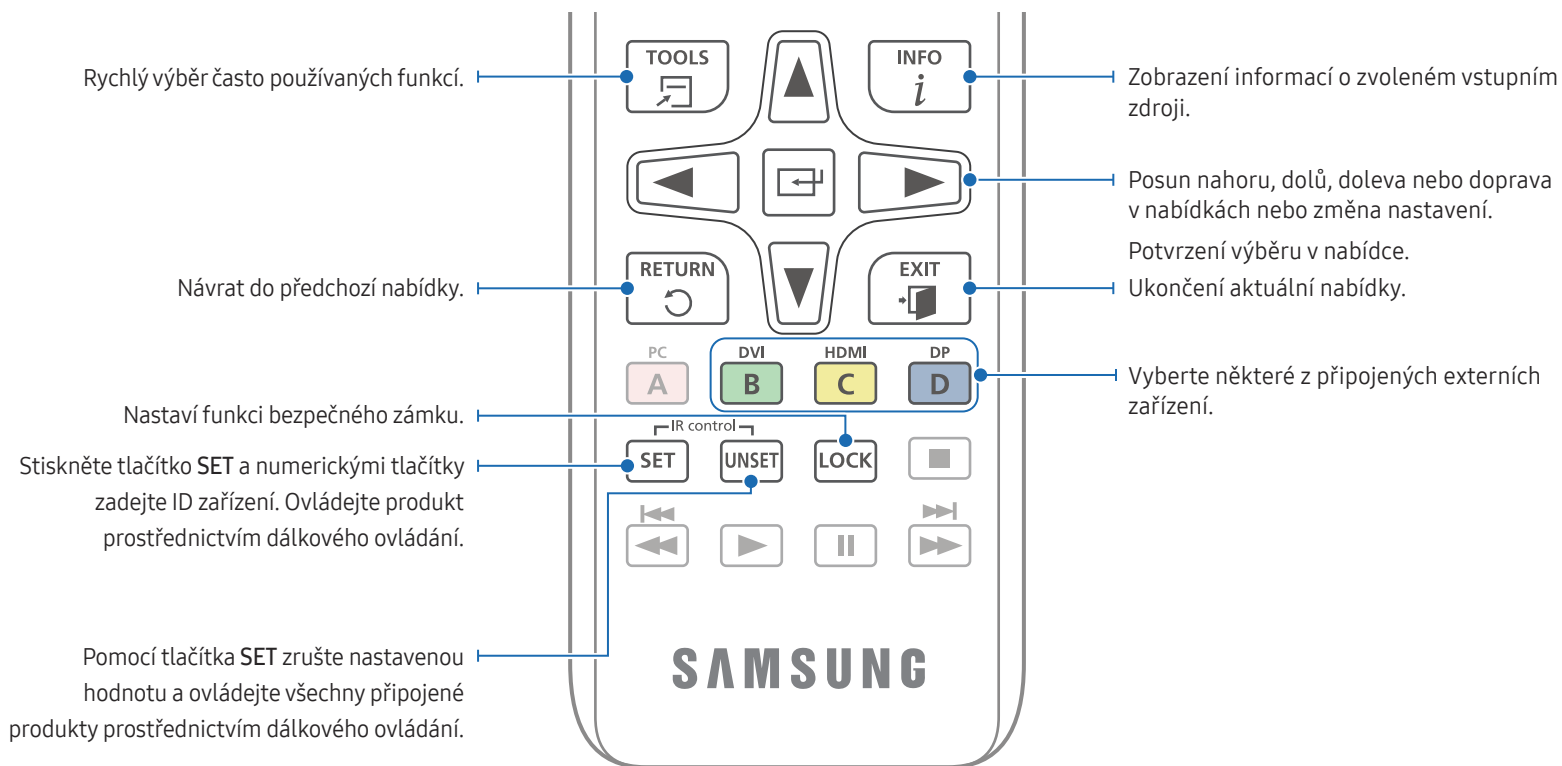 Rychlý výběr často používaných funkcí.
TOOLS
INFO
i
Zobrazení informací o zvoleném vstupním
zdroji.
Posun nahoru, dolů, doleva nebo doprava
v nabídkách nebo změna nastavení.
Potvrzení výběru v nabídce.
Návrat do předchozí nabídky.
RETURN
EXIT
Ukončení aktuální nabídky.
PC
DVI
HDMI
DP
A
B
C
D
Vyberte některé z připojených externích
zařízení.
Nastaví funkci bezpečného zámku.
IR control
SET
UNSET
LOCK
Stiskněte tlačítko SET a numerickými tlačítky
zadejte ID zařízení. Ovládejte produkt
prostřednictvím dálkového ovládání.
Pomocí tlačítka SET zrušte nastavenou
hodnotu a ovládejte všechny připojené
produkty prostřednictvím dálkového ovládání.
SAMSUNG